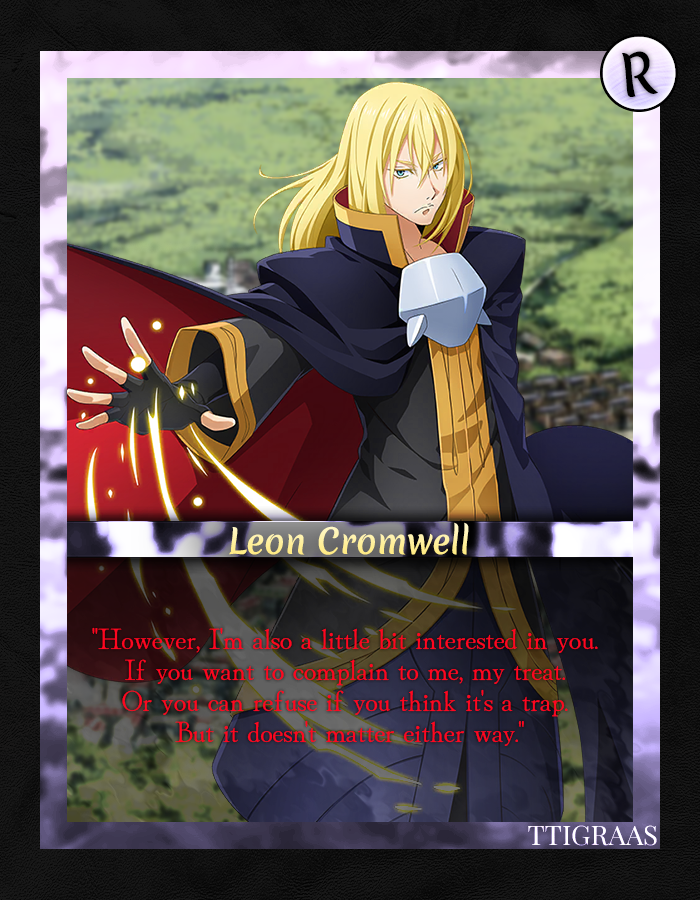 R
Leon Cromwell
"However, I'm also a little bit interested in you.
If you want to complain to me, my treat.
Or you can refuse if you think it's a trap.
But it doesn't matter either way."
TTIGRAAS